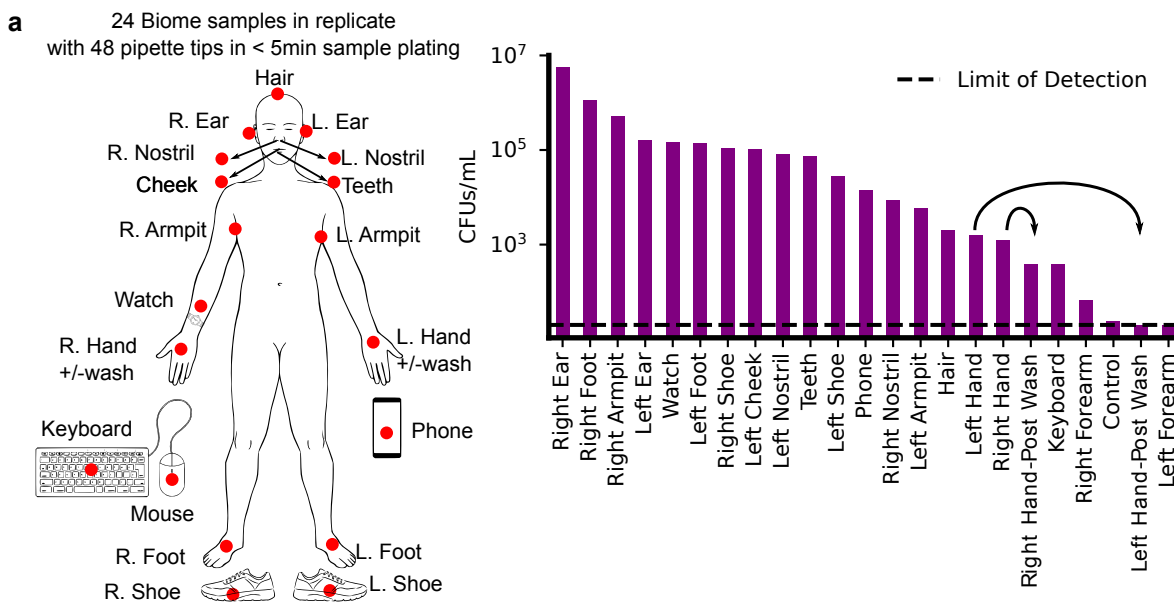 a
24 Biome samples in replicate
with 48 pipette tips in < 5min sample plating
Hair
R. Ear
L. Ear
R. Nostril
L. Nostril
Cheek
Teeth
R. Armpit
L. Armpit
Watch
R. Hand
+/-wash
L. Hand
+/-wash
Keyboard
Phone
Mouse
R. Foot
L. Foot
R. Shoe
L. Shoe
CFUs/mL
10⁷
10⁵
10³
Limit of Detection
Right Ear
Right Foot
Right Armpit
Left Ear
Watch
Left Foot
Right Shoe
Left Cheek
Left Nostril
Teeth
Left Shoe
Phone
Right Nostril
Left Armpit
Hair
Left Hand
Right Hand
Right Hand-Post Wash
Keyboard
Right Forearm
Control
Left Hand-Post Wash
Left Forearm